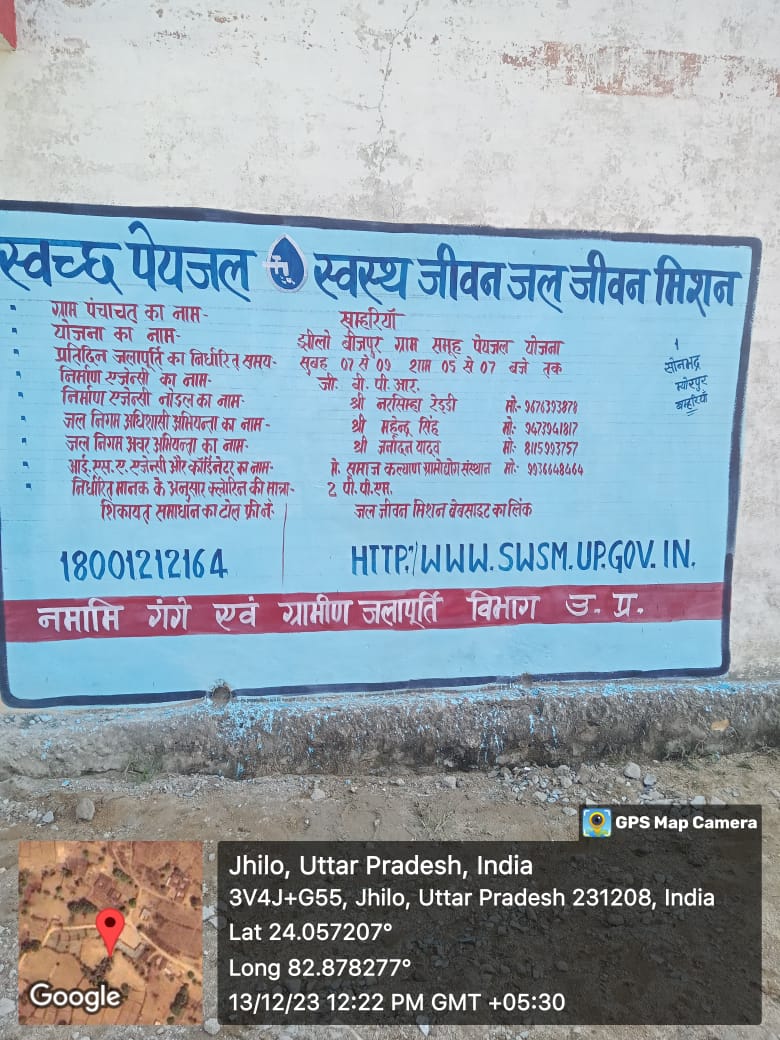 स्वच्छ पेयजल स्वस्थ जीवन जल जीवन मिशन
ग्राम पंचायत का नाम-
योजना का नाम- झीलो बीजपुर ग्राम समूह पेयजल योजना
प्रतिदिन जलापूर्ति का निर्धारित समय- सुबह 07 से 09 शाम 05 से 07 बजे तक
निर्माण एजेन्सी का नाम- जी. वी. पी. आर.
निर्माण एजेन्सी नोडल का नाम- श्री नरसिम्हा रेड्डी मो.- 9676393878
जल निगम अधिशासी अभियन्ता का नाम- श्री महेन्द्र सिंह मो:- 9473941817
जल निगम अवर अभियन्ता का नाम- श्री जनार्दन यादव मो:- 8115993757
आई.एस.ए. एजेन्सी और कॉर्डिनेटर का नाम- मे. समाज कल्याण ग्रामोद्योग संस्थान मो:- 9936648464
निर्धारित मानक के अनुसार क्लोरिन की मात्रा- 2 पी.पी.एम.
शिकायत समाधान का टोल फ्री नं. जल जीवन मिशन वेबसाइट का लिंक
सोनभद्र
म्योरपुर
18001212164 HTTP:/WWW.SWSM.UP.GOV.IN.
नमामि गंगे एवं ग्रामीण जलापूर्ति विभाग उ. प्र.
GPS Map Camera
Jhilo, Uttar Pradesh, India
3V4J+G55, Jhilo, Uttar Pradesh 231208, India
Lat 24.057207°
Long 82.878277°
13/12/23 12:22 PM GMT +05:30
Google